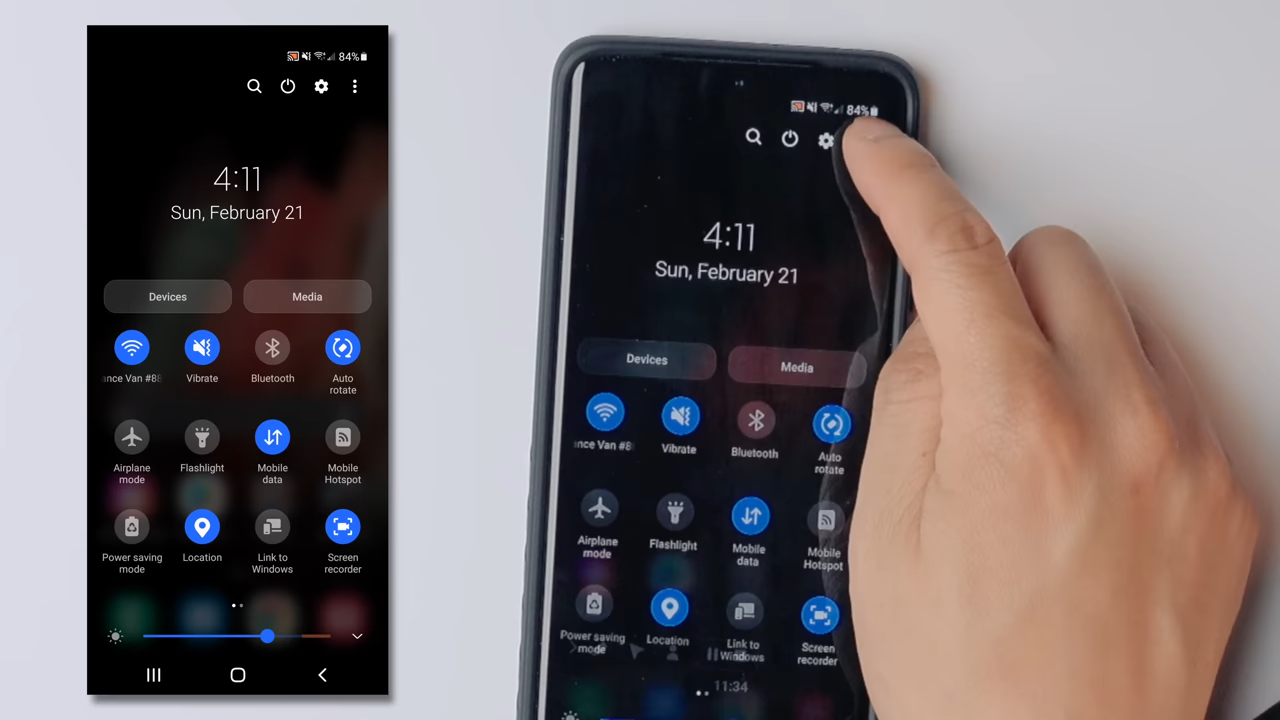 84%
4:11
Sun, February 21
Devices Media
ance Van #8 Vibrate Bluetooth Auto rotate
Airplane mode Flashlight Mobile data Mobile Hotspot
Power saving mode Location Link to Windows Screen recorder
84%
4:11
Sun, February 21
Devices Media
nce Van #8 Vibrate Bluetooth Auto rotate
Airplane mode Flashlight Mobile data Mobile Hotspot
Power saving mode Location Link to Windows Screen recorder
11:34